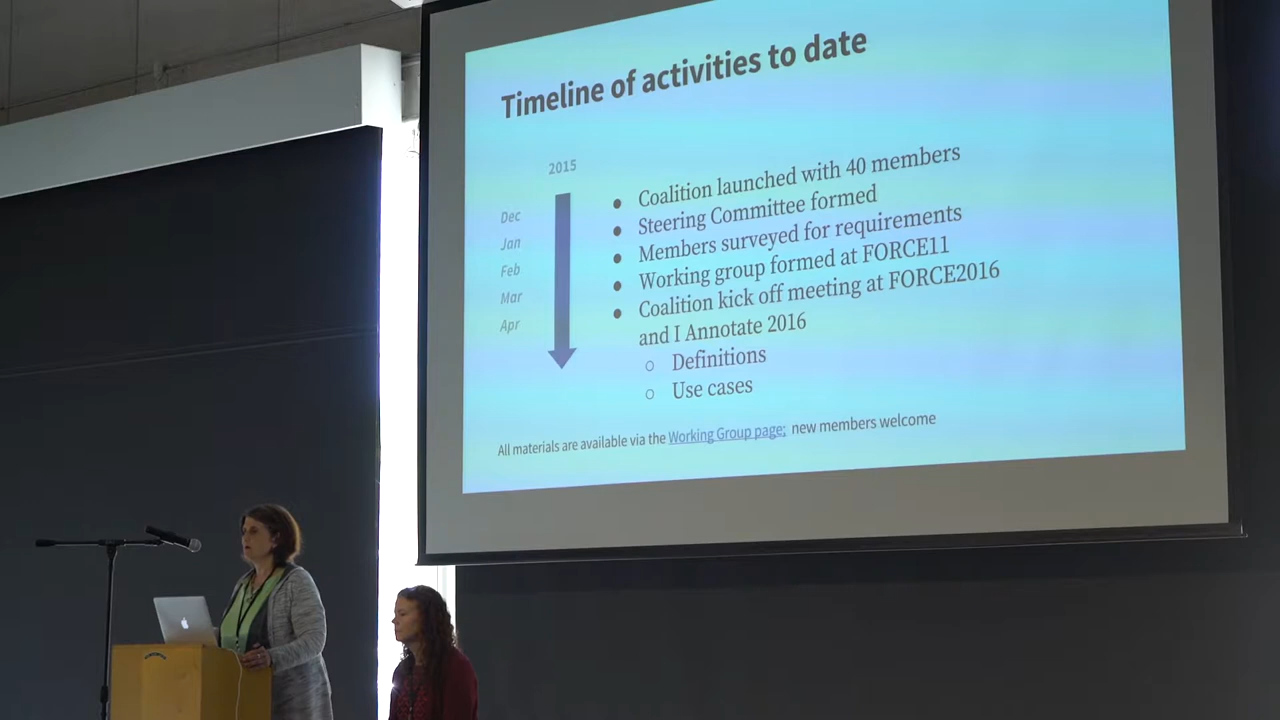 Timeline of activities to date
2015
Dec
Jan
Feb
Mar
Apr
● Coalition launched with 40 members
● Steering Committee formed
● Members surveyed for requirements
● Working group formed at FORCE11
● Coalition kick off meeting at FORCE2016
and I Annotate 2016
○ Definitions
○ Use cases
All materials are available via the Working Group page; new members welcome